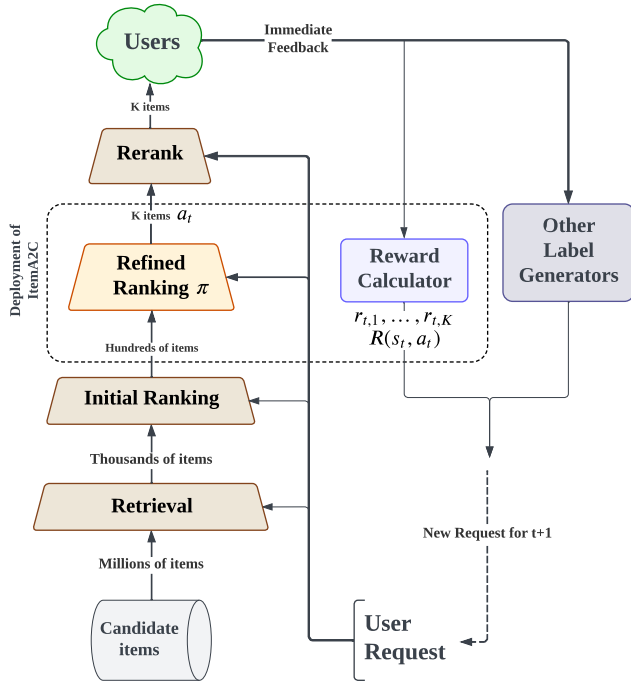 Users
Immediate
Feedback
K items
Rerank
K items a_t
Deployment of
ItemA2C
Refined
Ranking π
Reward
Calculator
Other
Label
Generators
r_{t,1}, ..., r_{t,K}
R(s_t, a_t)
Hundreds of items
Initial Ranking
Thousands of items
Retrieval
Millions of items
New Request for t+1
Candidate
items
User
Request